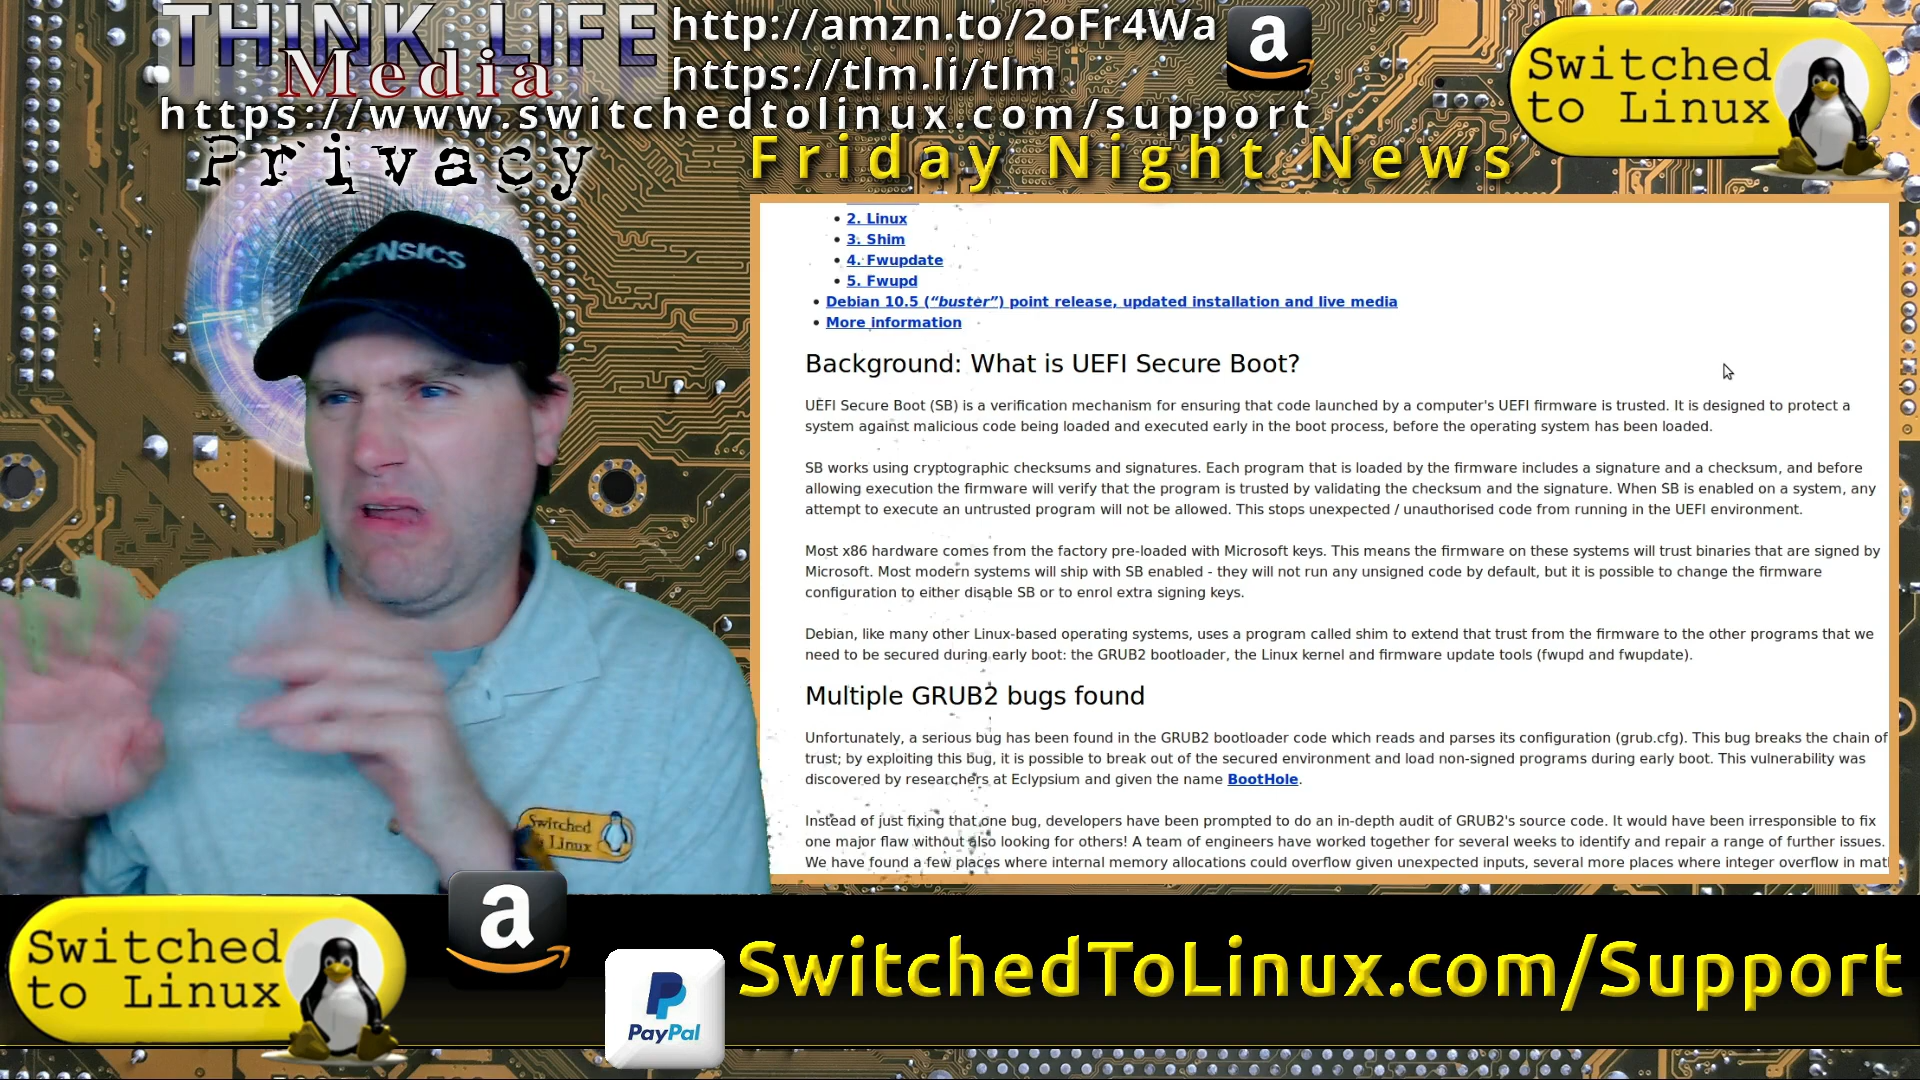 THINK LIFE
Media
http://amzn.to/2oFr4Wa
https://tlm.li/tlm
https://www.switchedtolinux.com/support
Privacy
Friday Night News
a
Switched
to Linux
2. Linux
3. Shim
4. Fwupdate
5. Fwupd
Debian 10.5 (“buster”) point release, updated installation and live media
More information
Background: What is UEFI Secure Boot?
UEFI Secure Boot (SB) is a verification mechanism for ensuring that code launched by a computer's UEFI firmware is trusted. It is designed to protect a
system against malicious code being loaded and executed early in the boot process, before the operating system has been loaded.
SB works using cryptographic checksums and signatures. Each program that is loaded by the firmware includes a signature and a checksum, and before
allowing execution the firmware will verify that the program is trusted by validating the checksum and the signature. When SB is enabled on a system, any
attempt to execute an untrusted program will not be allowed. This stops unexpected / unauthorised code from running in the UEFI environment.
Most x86 hardware comes from the factory pre-loaded with Microsoft keys. This means the firmware on these systems will trust binaries that are signed by
Microsoft. Most modern systems will ship with SB enabled - they will not run any unsigned code by default, but it is possible to change the firmware
configuration to either disable SB or to enrol extra signing keys.
Debian, like many other Linux-based operating systems, uses a program called shim to extend that trust from the firmware to the other programs that we
need to be secured during early boot: the GRUB2 bootloader, the Linux kernel and firmware update tools (fwupd and fwupdate).
Multiple GRUB2 bugs found
Unfortunately, a serious bug has been found in the GRUB2 bootloader code which reads and parses its configuration (grub.cfg). This bug breaks the chain of
trust; by exploiting this bug, it is possible to break out of the secured environment and load non-signed programs during early boot. This vulnerability was
discovered by researchers at Eclypsium and given the name BootHole.
Instead of just fixing that one bug, developers have been prompted to do an in-depth audit of GRUB2's source code. It would have been irresponsible to fix
one major flaw without also looking for others! A team of engineers have worked together for several weeks to identify and repair a range of further issues.
We have found a few places where internal memory allocations could overflow given unexpected inputs, several more places where integer overflow in mat
Switched
Linux
Switched
to Linux
a
PayPal
SwitchedToLinux.com/Support